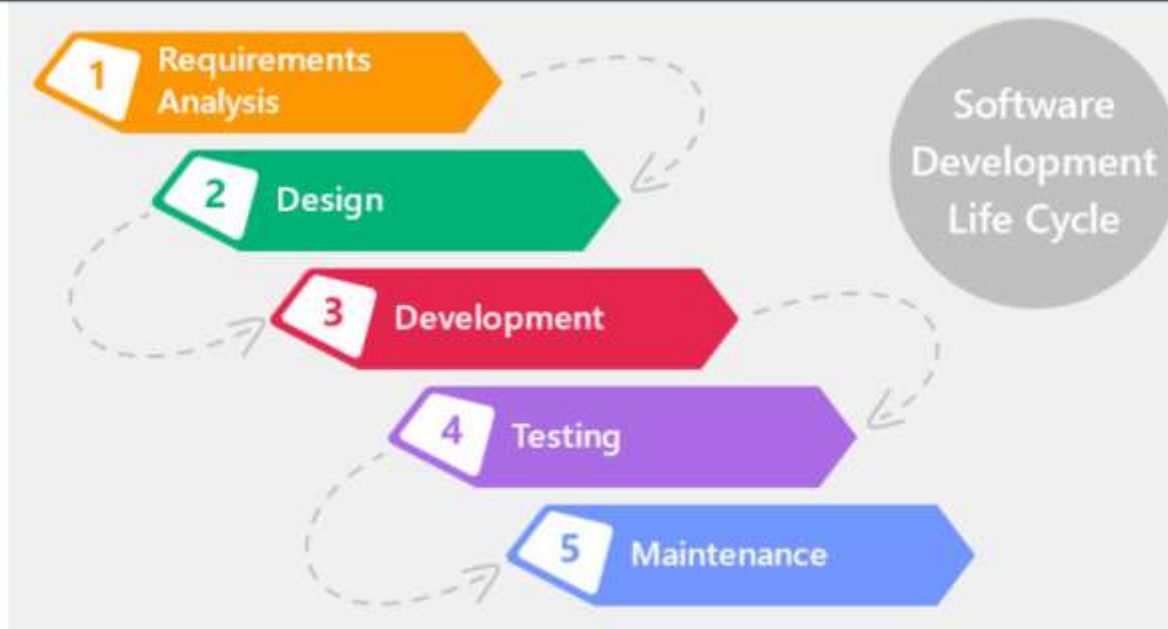 1
Requirements
Analysis
2
Design
3
Development
4
Testing
5
Maintenance
Software
Development
Life Cycle